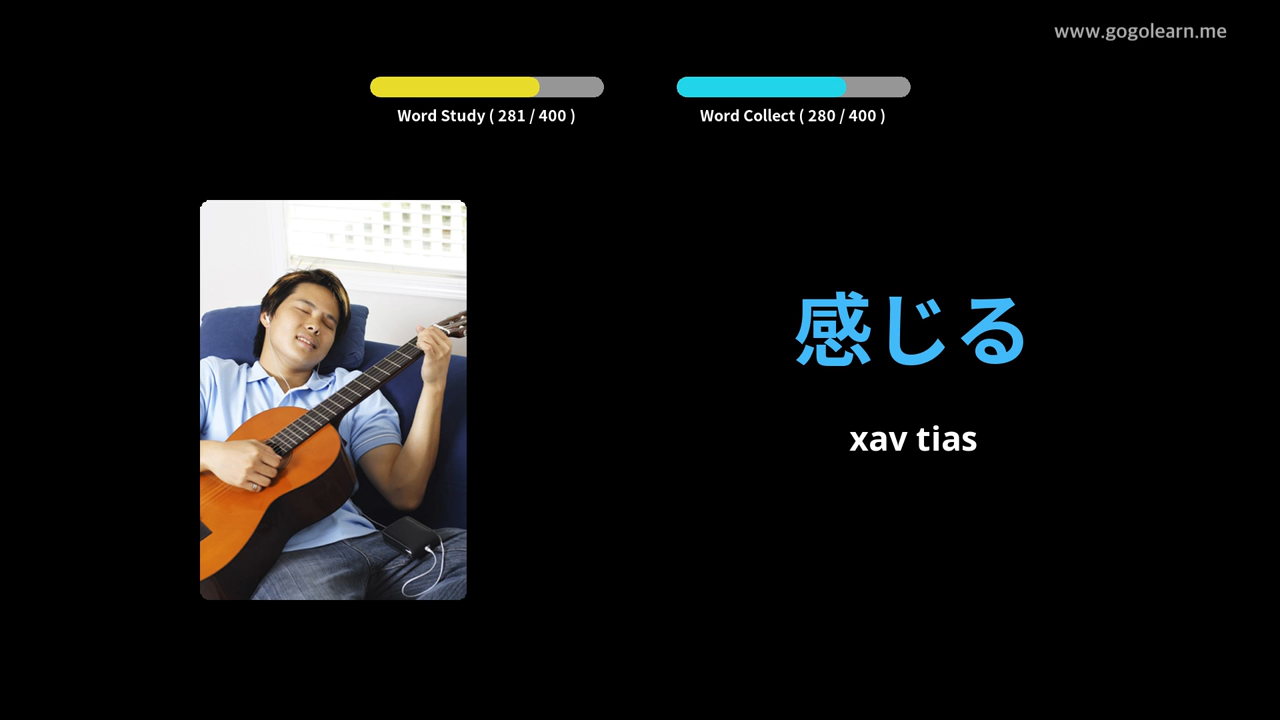 www.gogolearn.me
Word Study ( 281 / 400 )
Word Collect ( 280 / 400 )
感じる
xav tias